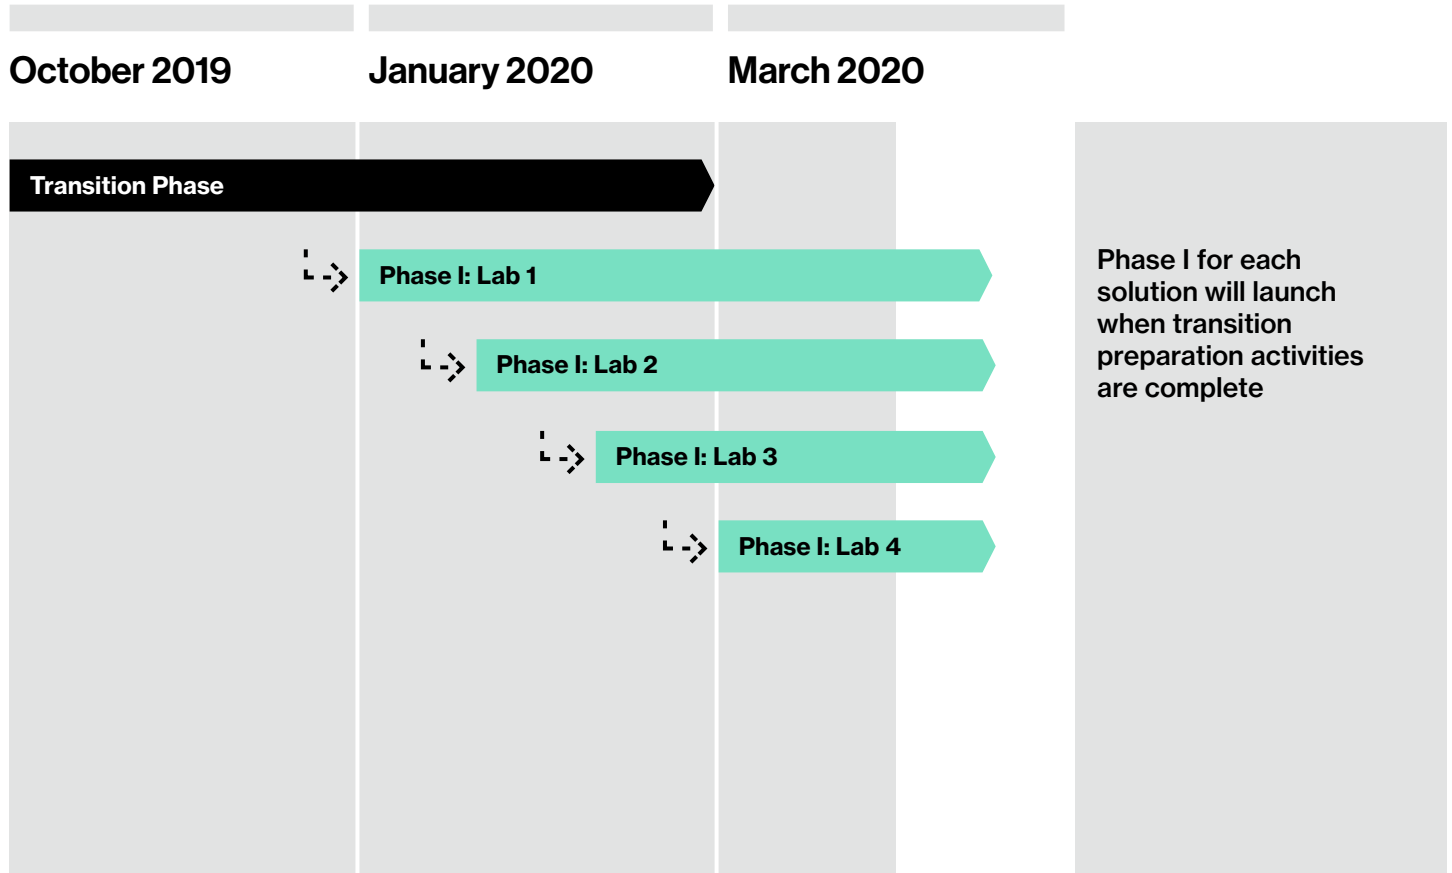 October 2019
January 2020
March 2020
Transition Phase
Phase I: Lab 1
Phase I: Lab 2
Phase I: Lab 3
Phase I: Lab 4
Phase I for each
solution will launch
when transition
preparation activities
are complete